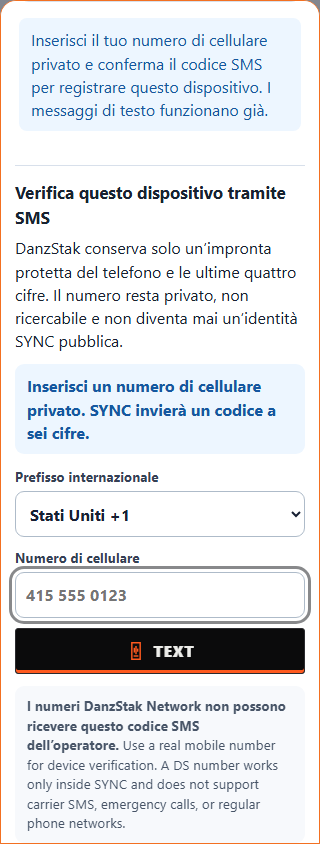 Inserisci il tuo numero di cellulare
privato e conferma il codice SMS
per registrare questo dispositivo. I
messaggi di testo funzionano già.
Verifica questo dispositivo tramite
SMS
DanzStak conserva solo un’impronta
protetta del telefono e le ultime quattro
cifre. Il numero resta privato, non
ricercabile e non diventa mai un’identità
SYNC pubblica.
Inserisci un numero di cellulare
privato. SYNC invierà un codice a
sei cifre.
Prefisso internazionale
Stati Uniti +1
Numero di cellulare
415 555 0123
TEXT
I numeri DanzStak Network non possono
ricevere questo codice SMS
dell’operatore. Use a real mobile number
for device verification. A DS number works
only inside SYNC and does not support
carrier SMS, emergency calls, or regular
phone networks.